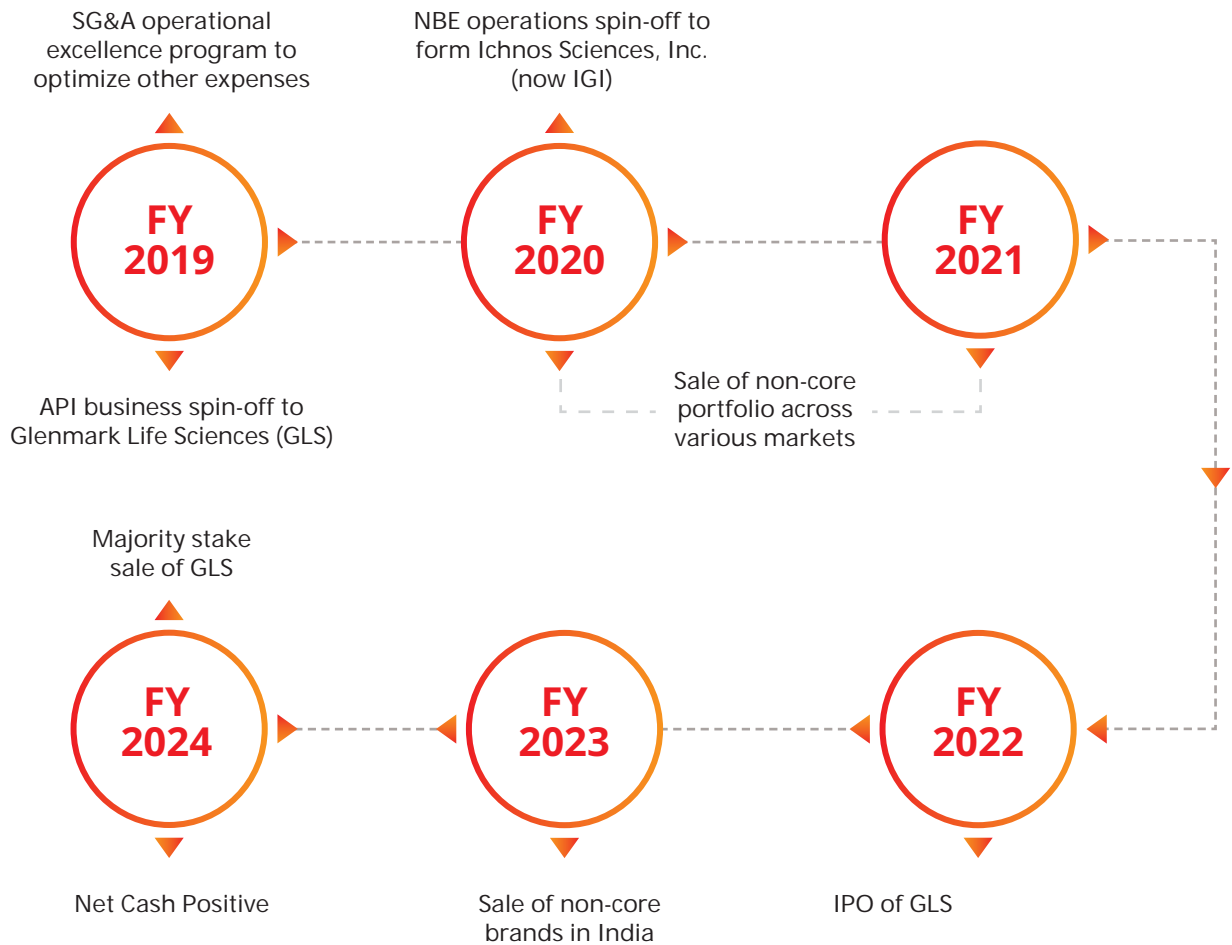 SG&A operational
excellence program to
optimize other expenses
NBE operations spin-off to
form Ichnos Sciences, Inc.
(now IGI)
FY
2019
FY
2020
FY
2021
API business spin-off to
Glenmark Life Sciences (GLS)
Sale of non-core
portfolio across
various markets
Majority stake
sale of GLS
FY
2024
FY
2023
FY
2022
Net Cash Positive
Sale of non-core
brands in India
IPO of GLS